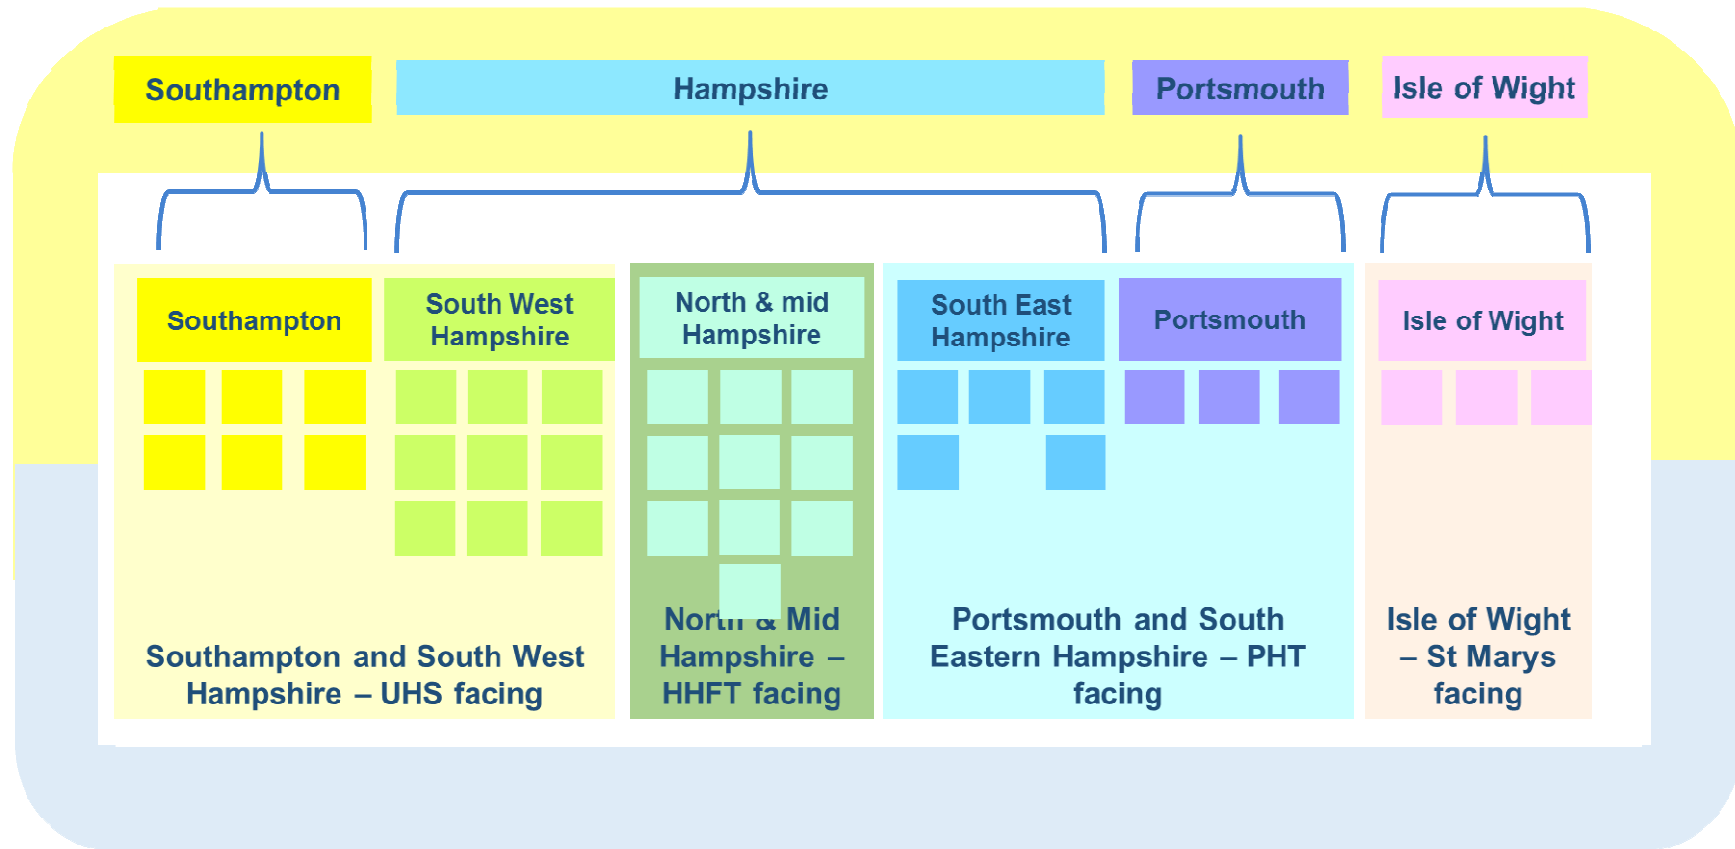 Southampton
Hampshire
Portsmouth
Isle of Wight
Southampton
South West
Hampshire
North & mid
Hampshire
South East
Hampshire
Portsmouth
Isle of Wight
Southampton and South West
Hampshire – UHS facing
North & Mid
Hampshire –
HHFT facing
Portsmouth and South
Eastern Hampshire – PHT
facing
Isle of Wight
– St Marys
facing